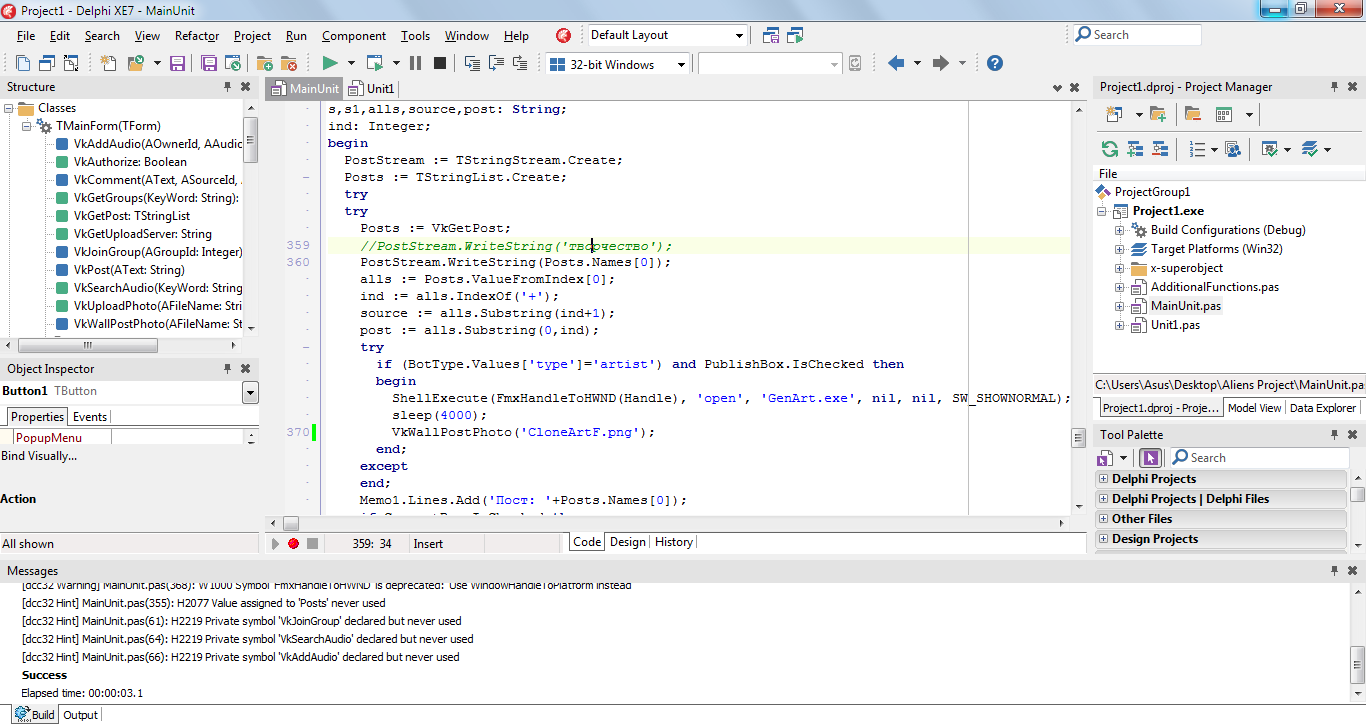 Project1 - Delphi XE7 - MainUnit
File Edit Search View Refactor Project Run Component Tools Window Help Default Layout Search
32-bit Windows
Structure
Classes
TMainForm(TForm)
VkAddAudio(AOwnerId, AAudic
VkAuthorize: Boolean
VkComment(AText, ASourceId,
VkGetGroups(KeyWord: String):
VkGetPost: TStringList
VkGetUploadServer: String
VkJoinGroup(AGroupId: Integer)
VkPost(AText: String)
VkSearchAudio(KeyWord: String
VkUploadPhoto(AFileName: Stri
VkWallPostPhoto(AFileName: St
Object Inspector
Button1 TButton
Properties Events
PopupMenu
Bind Visually...
Action
All shown
MainUnit Unit1
s,s1,alls,source,post: String;
ind: Integer;
begin
PostStream := TStringStream.Create;
Posts := TStringList.Create;
try
try
Posts := VkGetPost;
359 //PostStream.WriteString('творчество');
360 PostStream.WriteString(Posts.Names[0]);
alls := Posts.ValueFromIndex[0];
ind := alls.IndexOf('+');
source := alls.Substring(ind+1);
post := alls.Substring(0,ind);
try
if (BotType.Values['type']='artist') and PublishBox.IsChecked then
begin
ShellExecute(FmxHandleToHWND(Handle), 'open', 'GenArt.exe', nil, nil, SW_SHOWNORMAL);
sleep(4000);
370 VkWallPostPhoto('CloneArtF.png');
end;
except
end;
Memo1.Lines.Add('Пост: '+Posts.Names[0]);
359: 34 Insert Code Design History
Project1.dproj - Project Manager
File
ProjectGroup1
Project1.exe
Build Configurations (Debug)
Target Platforms (Win32)
x-superobject
AdditionalFunctions.pas
MainUnit.pas
Unit1.pas
C:\Users\Asus\Desktop\Aliens Project\MainUnit.pas
Project1.dproj - Proje... Model View Data Explorer
Tool Palette
Search
Delphi Projects
Delphi Projects | Delphi Files
Other Files
Design Projects
Messages
[dcc32 Warning] MainUnit.pas(368): W1000 Symbol 'FmxHandleToHWND' is deprecated: 'Use WindowHandleToPlatform instead'
[dcc32 Hint] MainUnit.pas(355): H2077 Value assigned to 'Posts' never used
[dcc32 Hint] MainUnit.pas(61): H2219 Private symbol 'VkJoinGroup' declared but never used
[dcc32 Hint] MainUnit.pas(64): H2219 Private symbol 'VkSearchAudio' declared but never used
[dcc32 Hint] MainUnit.pas(66): H2219 Private symbol 'VkAddAudio' declared but never used
Success
Elapsed time: 00:00:03.1
Build Output